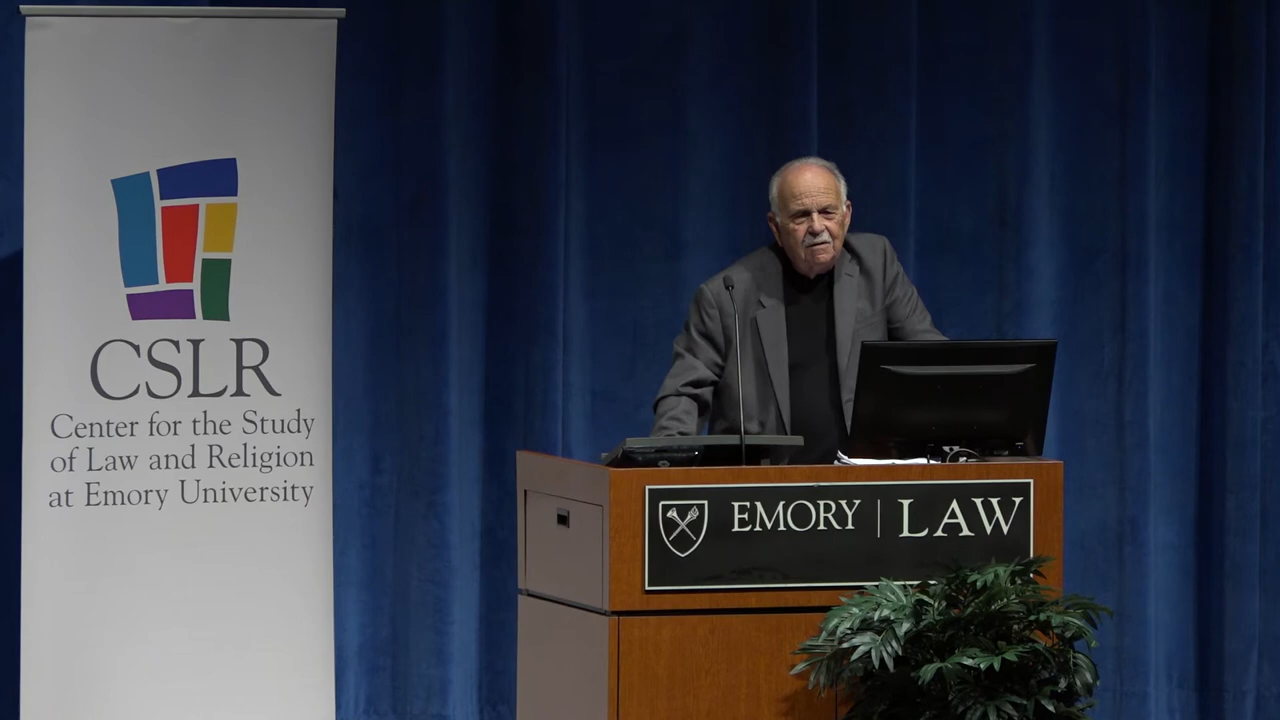 CSLR
Center for the Study
of Law and Religion
at Emory University
EMORY | LAW